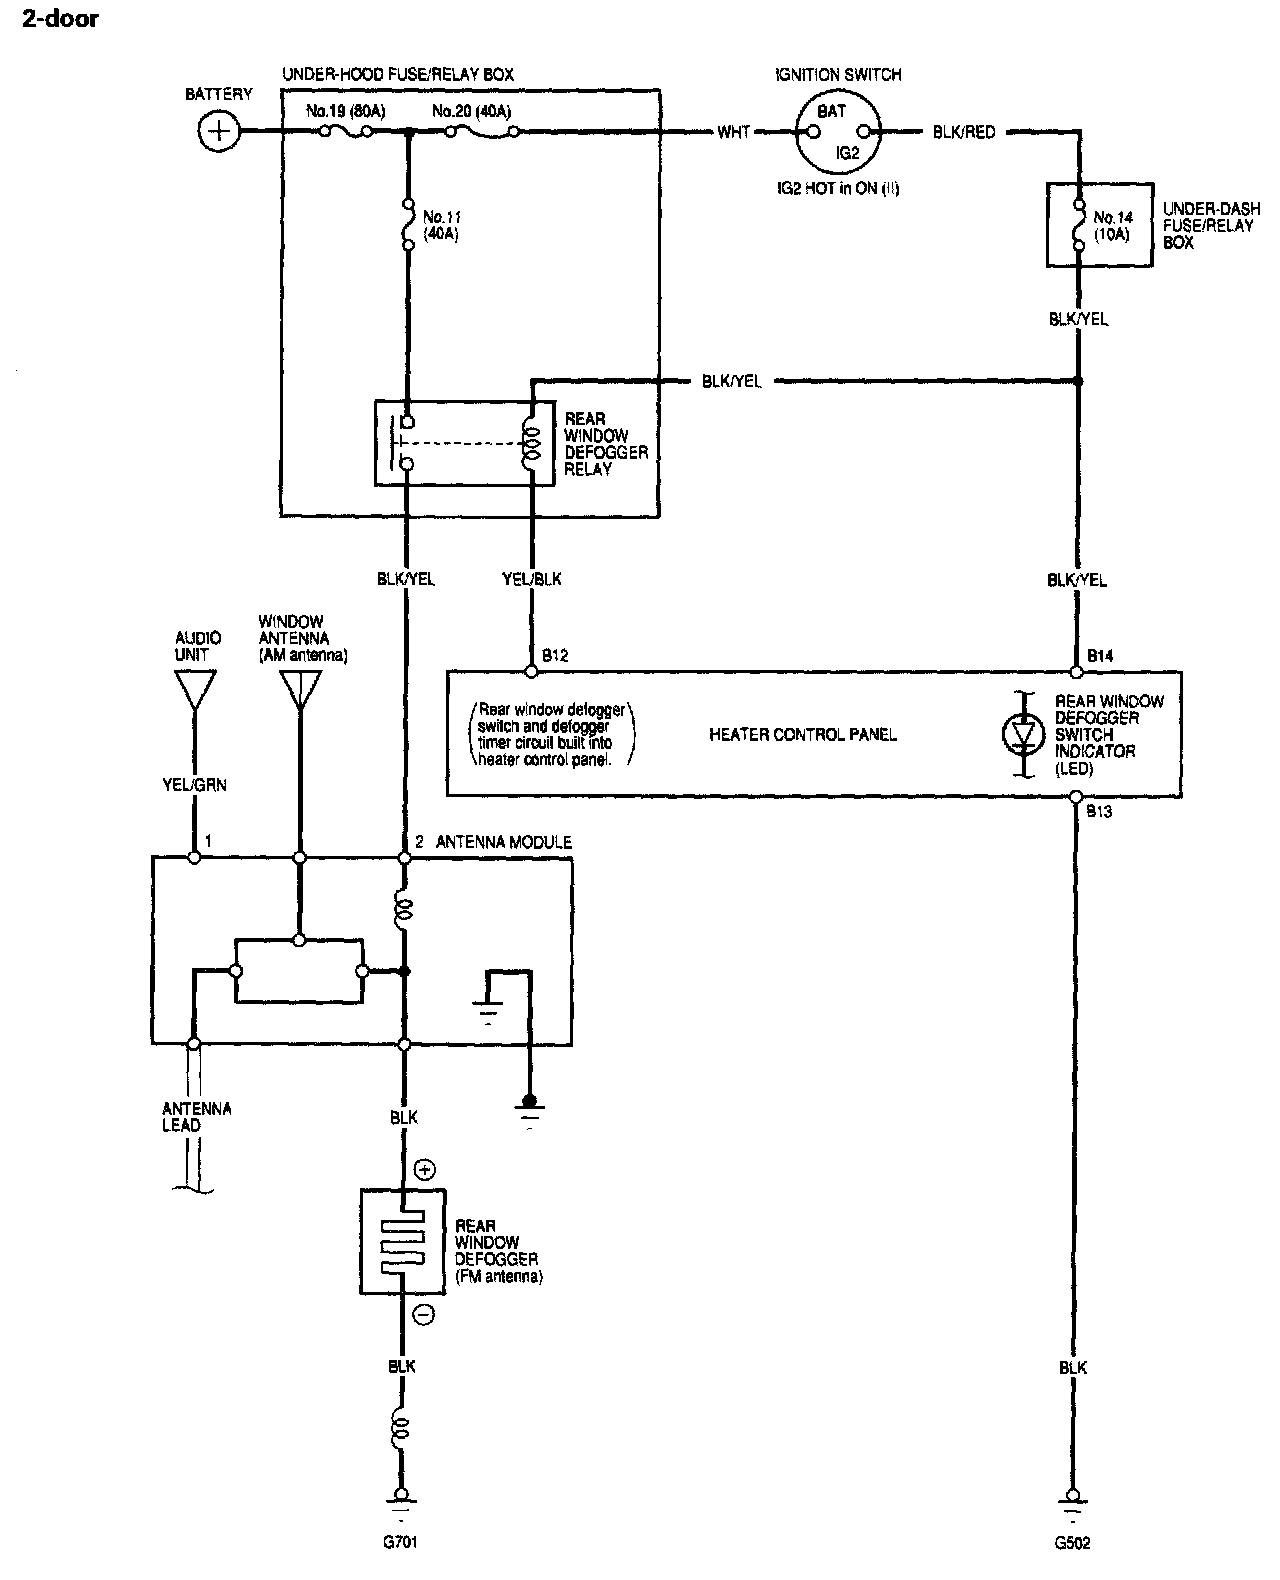 2-door
UNDER-HOOD FUSE/RELAY BOX
IGNITION SWITCH
BATTERY
No.19 (80A)
No.20 (40A)
BAT
WHT
BLK/RED
IG2
IG2 HOT in ON (II)
No.11
(40A)
No.14
(10A)
UNDER-DASH
FUSE/RELAY
BOX
BLK/YEL
BLK/YEL
REAR
WINDOW
DEFOGGER
RELAY
BLK/YEL
YEL/BLK
BLK/YEL
AUDIO
UNIT
WINDOW
ANTENNA
(AM antenna)
B12
B14
(Rear window defogger
switch and defogger
timer circuit built into
heater control panel. )
HEATER CONTROL PANEL
REAR WINDOW
DEFOGGER
SWITCH
INDICATOR
(LED)
YEL/GRN
B13
1
2 ANTENNA MODULE
ANTENNA
LEAD
BLK
+
REAR
WINDOW
DEFOGGER
(FM antenna)
−
BLK
BLK
G701
G502